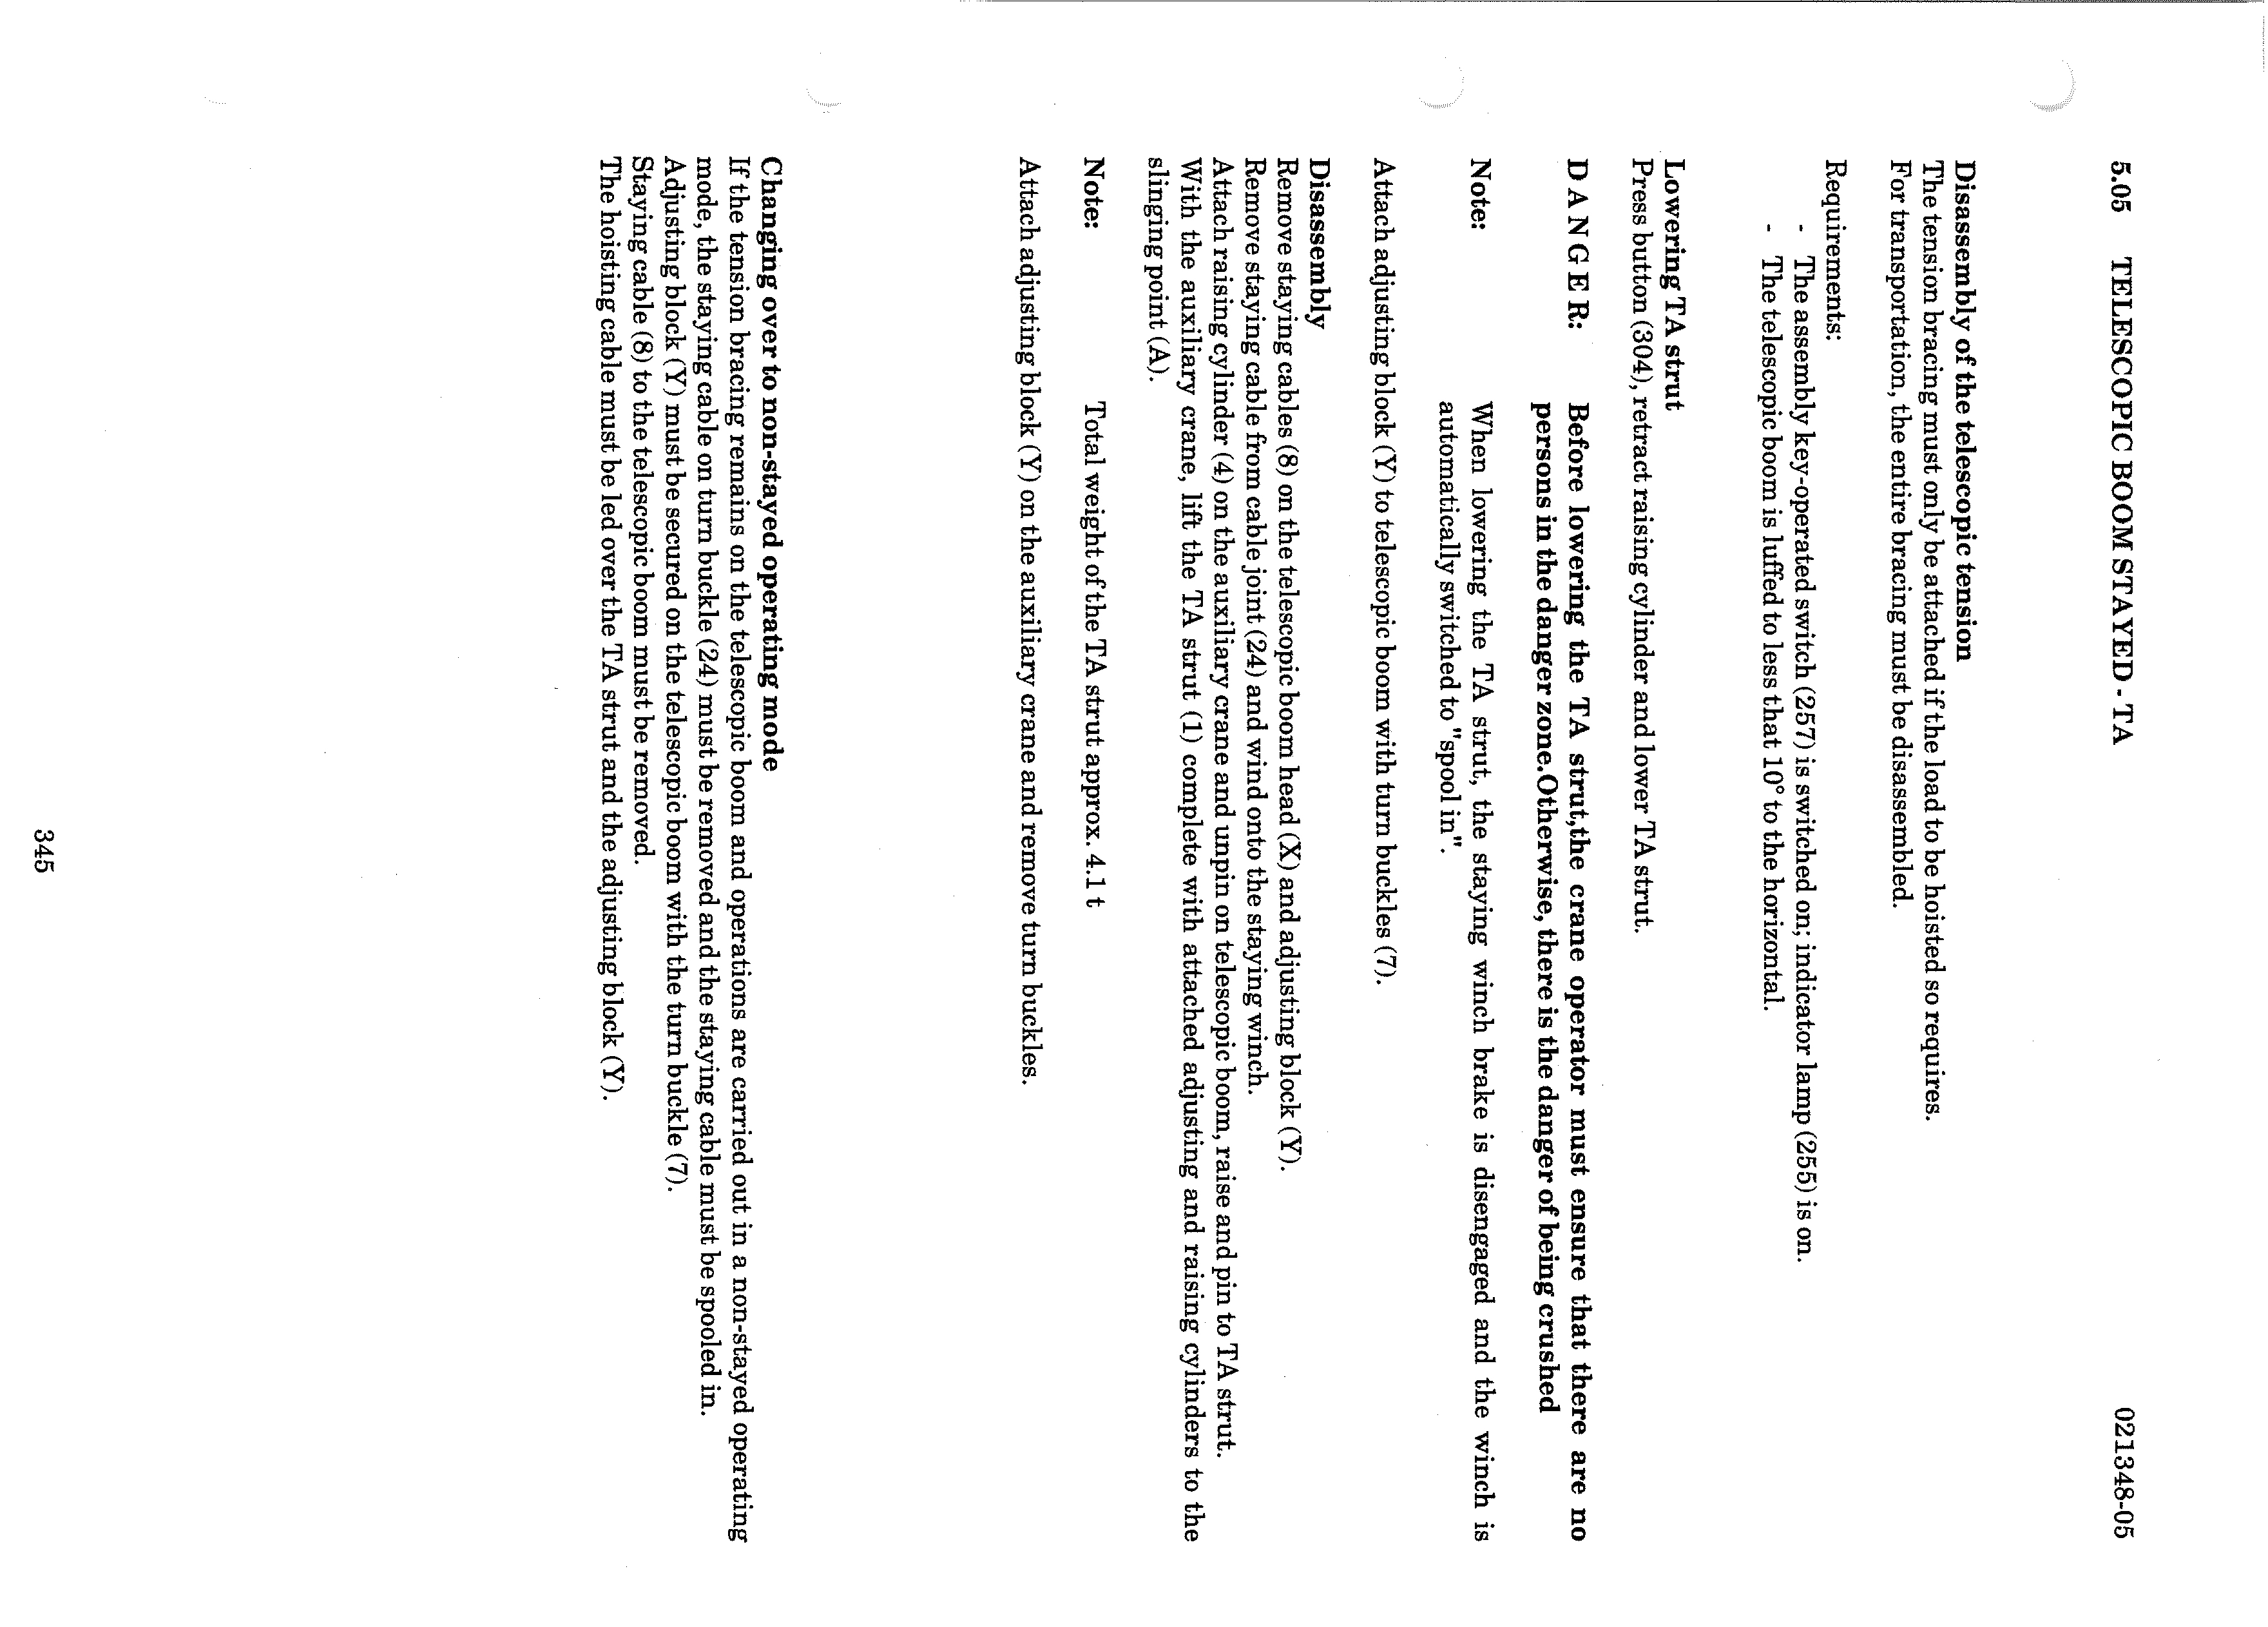 5.05 TELESCOPIC BOOM STAYED - TA 021348-05
Disassembly of the telescopic tension
The tension bracing must only be attached if the load to be hoisted so requires.
For transportation, the entire bracing must be disassembled.
Requirements:
- The assembly key-operated switch (257) is switched on; indicator lamp (255) is on.
- The telescopic boom is luffed to less that 10° to the horizontal.
Lowering TA strut
Press button (304), retract raising cylinder and lower TA strut.
D A N G E R: Before lowering the TA strut,the crane operator must ensure that there are no
persons in the danger zone.Otherwise, there is the danger of being crushed
Note: When lowering the TA strut, the staying winch brake is disengaged and the winch is
automatically switched to "spool in".
Attach adjusting block (Y) to telescopic boom with turn buckles (7).
Disassembly
Remove staying cables (8) on the telescopic boom head (X) and adjusting block (Y).
Remove staying cable from cable joint (24) and wind onto the staying winch.
Attach raising cylinder (4) on the auxiliary crane and unpin on telescopic boom, raise and pin to TA strut.
With the auxiliary crane, lift the TA strut (1) complete with attached adjusting and raising cylinders to the
slinging point (A).
Note: Total weight of the TA strut approx. 4.1 t
Attach adjusting block (Y) on the auxiliary crane and remove turn buckles.
Changing over to non-stayed operating mode
If the tension bracing remains on the telescopic boom and operations are carried out in a non-stayed operating
mode, the staying cable on turn buckle (24) must be removed and the staying cable must be spooled in.
Adjusting block (Y) must be secured on the telescopic boom with the turn buckle (7).
Staying cable (8) to the telescopic boom must be removed.
The hoisting cable must be led over the TA strut and the adjusting block (Y).
345